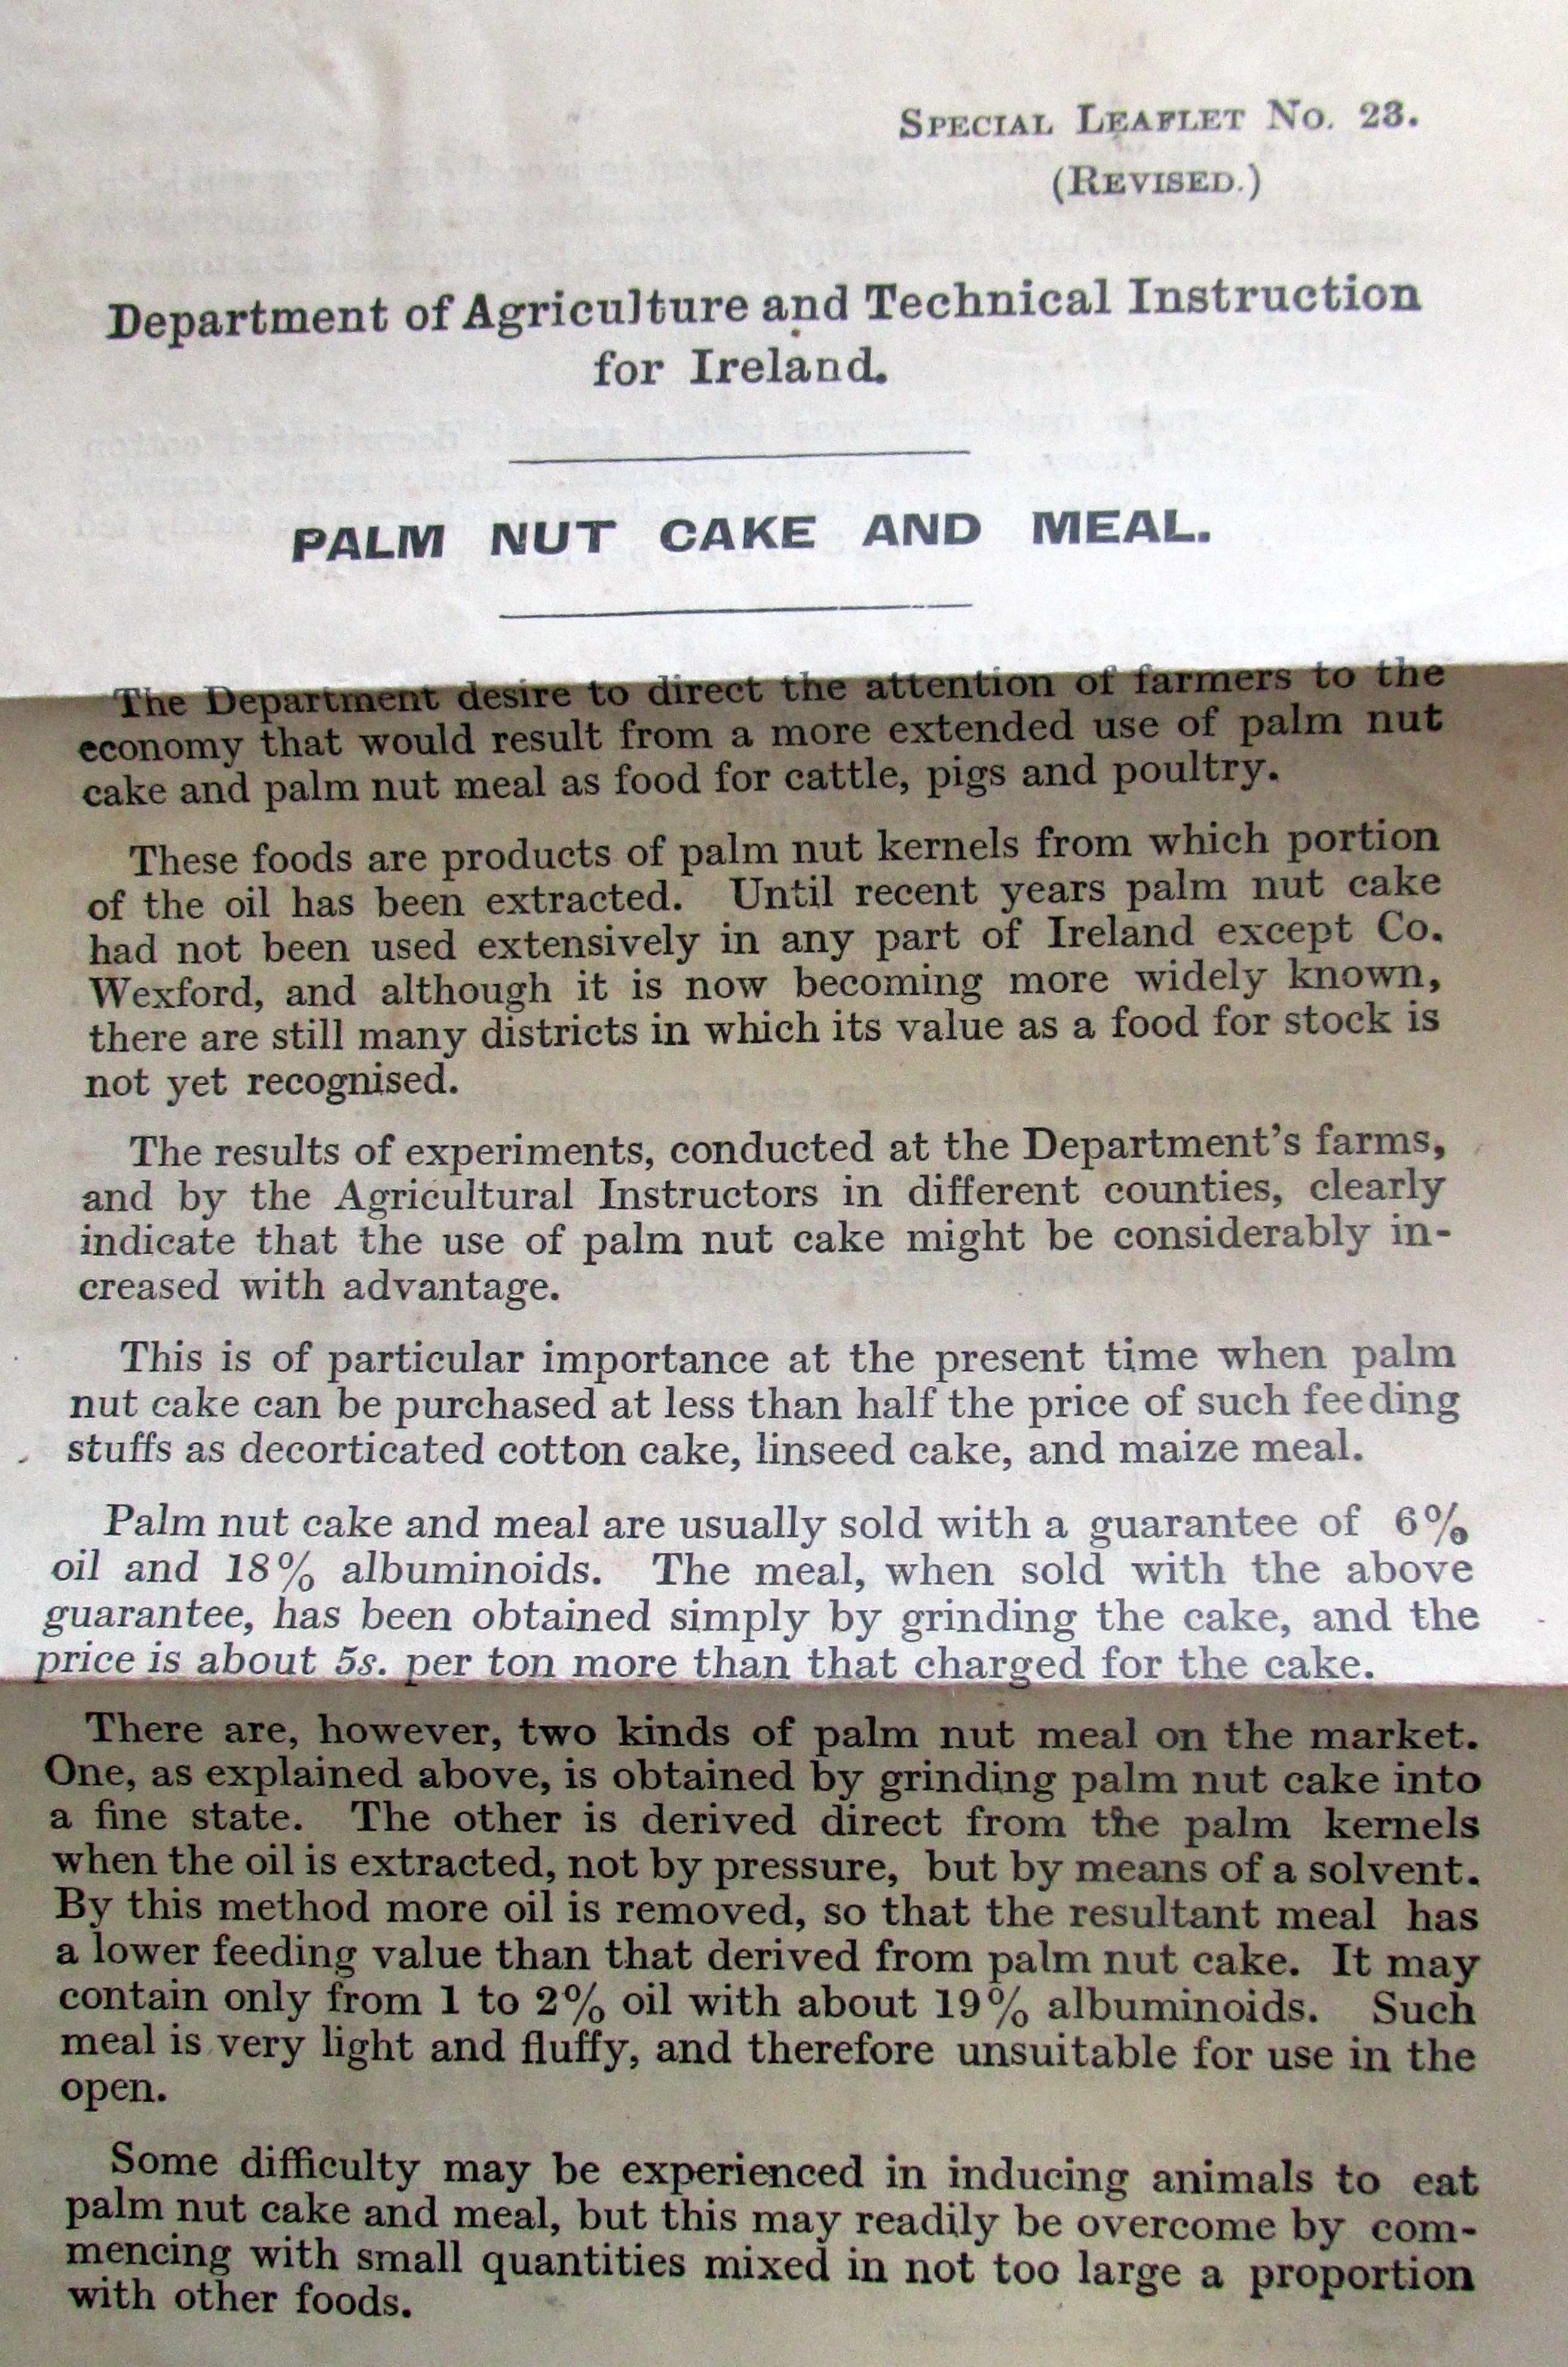 Special Leaflet No. 23.
(Revised.)
Department of Agriculture and Technical Instruction
for Ireland.
PALM NUT CAKE AND MEAL.
The Department desire to direct the attention of farmers to the
economy that would result from a more extended use of palm nut
cake and palm nut meal as food for cattle, pigs and poultry.
These foods are products of palm nut kernels from which portion
of the oil has been extracted. Until recent years palm nut cake
had not been used extensively in any part of Ireland except Co.
Wexford, and although it is now becoming more widely known,
there are still many districts in which its value as a food for stock is
not yet recognised.
The results of experiments, conducted at the Department's farms,
and by the Agricultural Instructors in different counties, clearly
indicate that the use of palm nut cake might be considerably in-
creased with advantage.
This is of particular importance at the present time when palm
nut cake can be purchased at less than half the price of such feeding
stuffs as decorticated cotton cake, linseed cake, and maize meal.
Palm nut cake and meal are usually sold with a guarantee of 6%
oil and 18% albuminoids. The meal, when sold with the above
guarantee, has been obtained simply by grinding the cake, and the
price is about 5s. per ton more than that charged for the cake.
There are, however, two kinds of palm nut meal on the market.
One, as explained above, is obtained by grinding palm nut cake into
a fine state. The other is derived direct from the palm kernels
when the oil is extracted, not by pressure, but by means of a solvent.
By this method more oil is removed, so that the resultant meal has
a lower feeding value than that derived from palm nut cake. It may
contain only from 1 to 2% oil with about 19% albuminoids. Such
meal is very light and fluffy, and therefore unsuitable for use in the
open.
Some difficulty may be experienced in inducing animals to eat
palm nut cake and meal, but this may readily be overcome by com-
mencing with small quantities mixed in not too large a proportion
with other foods.